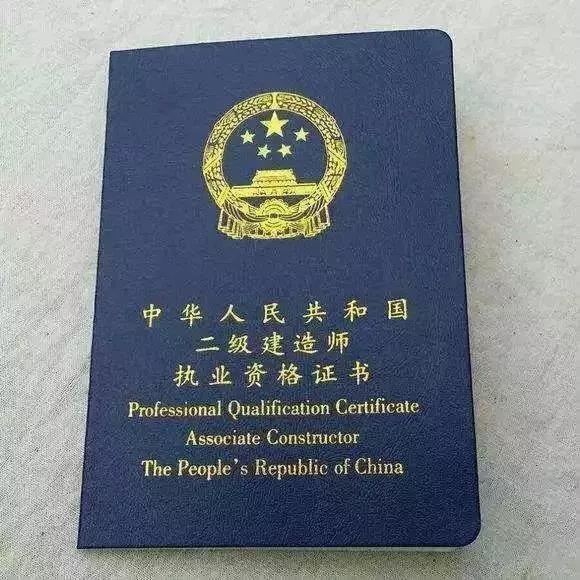 中华人民共和国
二级建造师
执业资格证书
Professional Qualification Certificate
Associate Constructor
The People's Republic of China